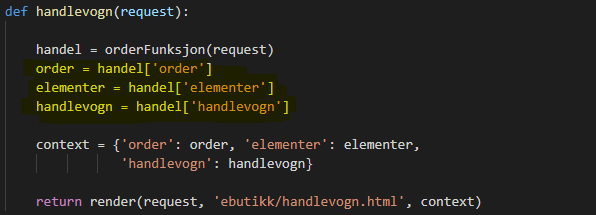 def handlevogn(request):
handel = orderFunksjon(request)
order = handel['order']
elementer = handel['elementer']
handlevogn = handel['handlevogn']
context = {'order': order, 'elementer': elementer,
'handlevogn': handlevogn}
return render(request, 'ebutikk/handlevogn.html', context)